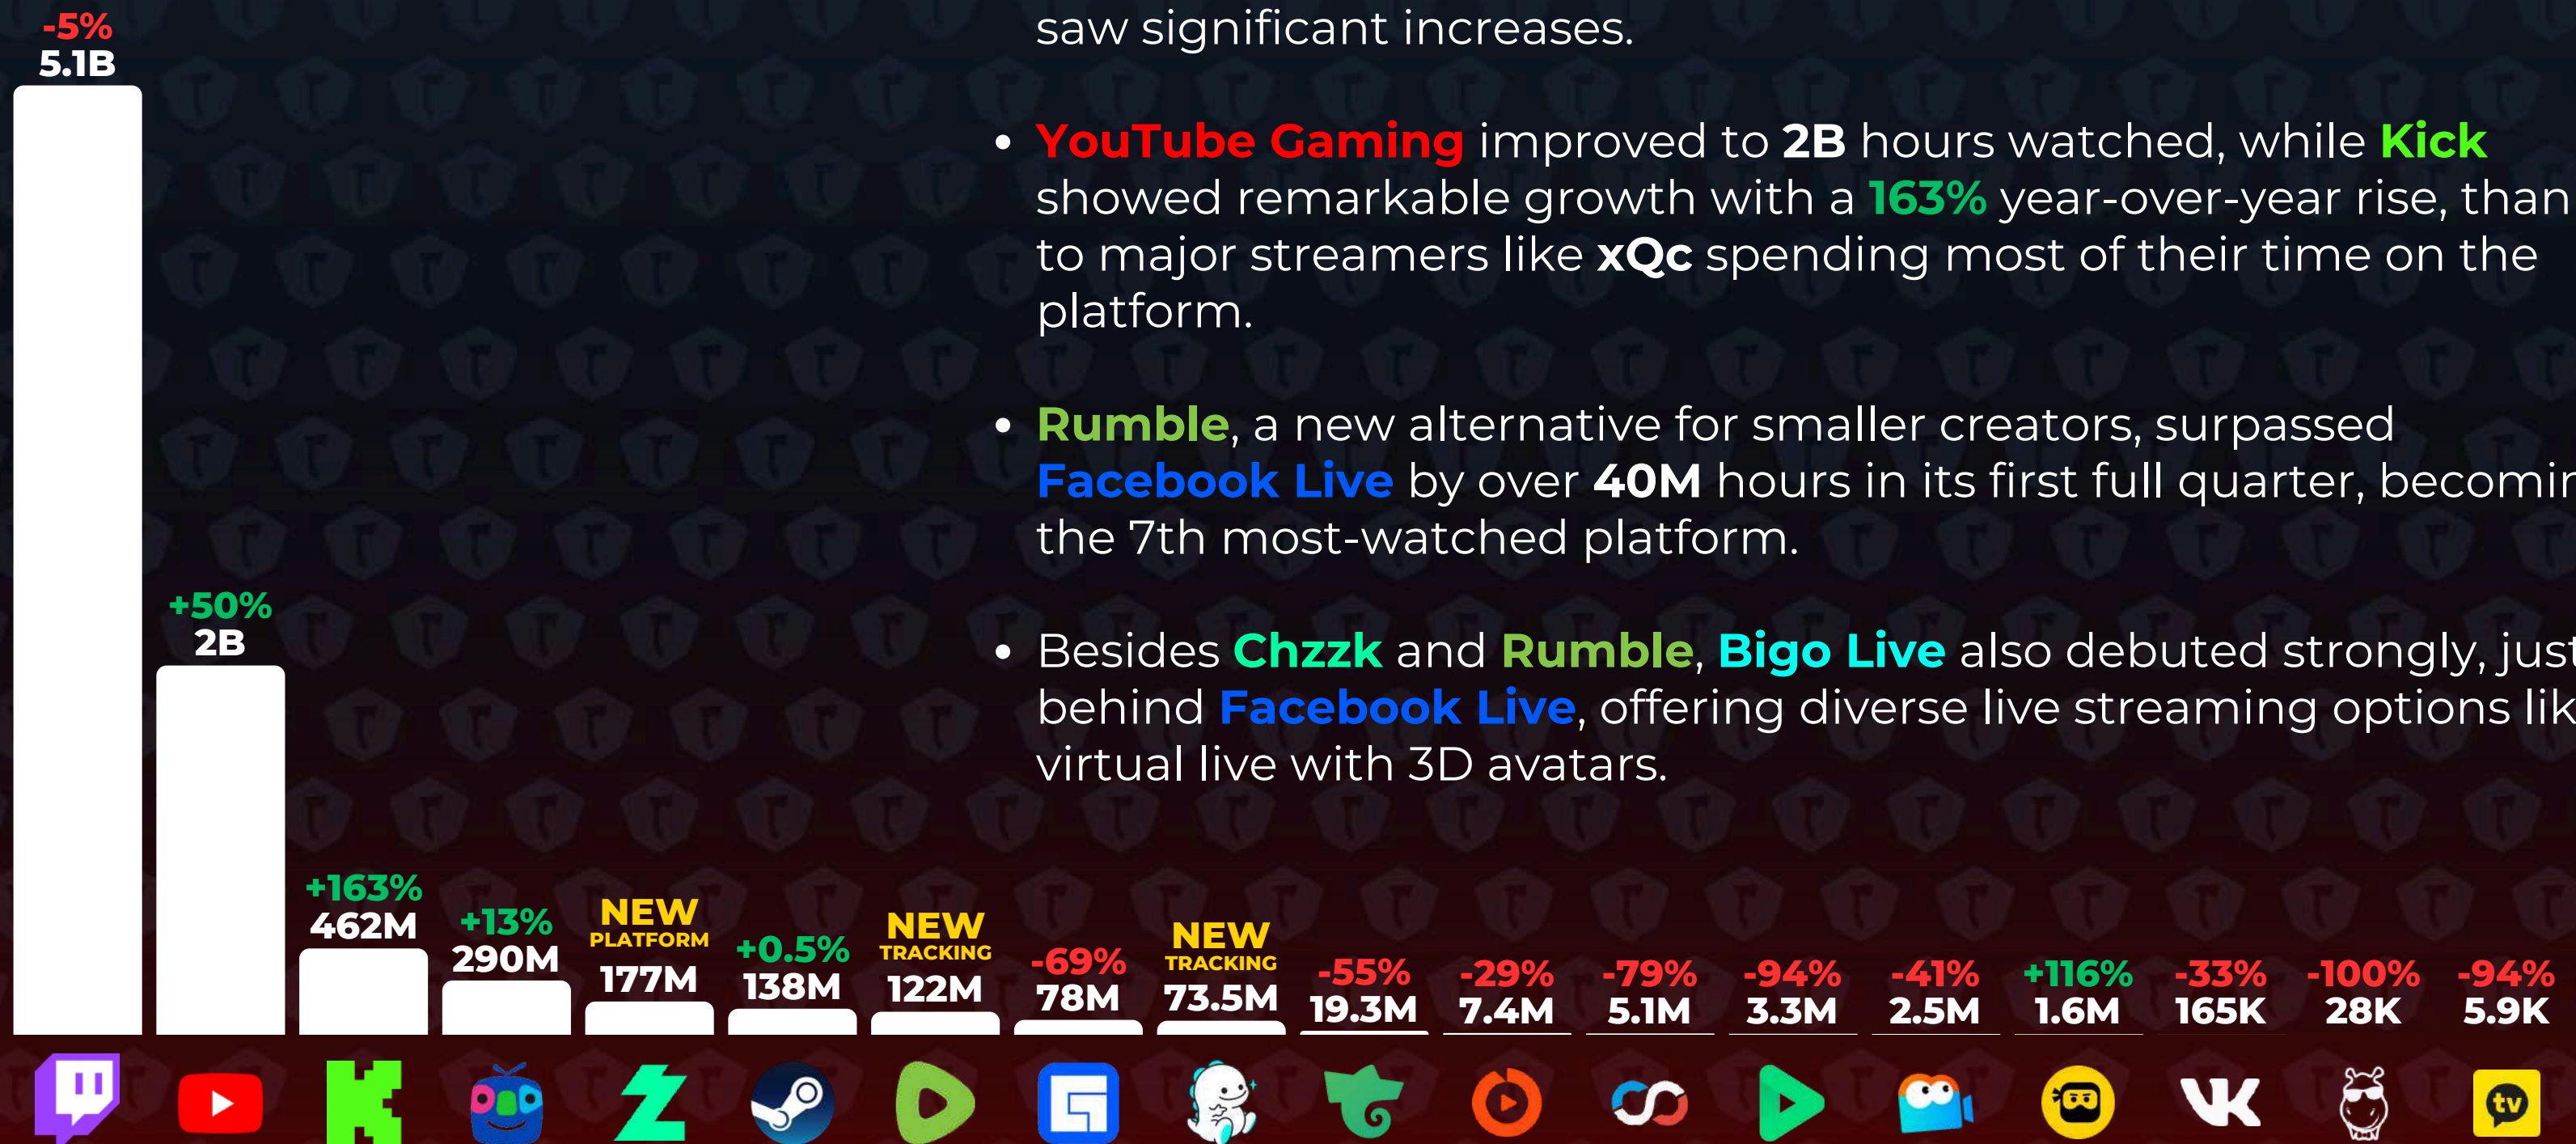 saw significant increases.
• YouTube Gaming improved to 2B hours watched, while Kick
showed remarkable growth with a 163% year-over-year rise, than
to major streamers like xQc spending most of their time on the
platform.
• Rumble, a new alternative for smaller creators, surpassed
Facebook Live by over 40M hours in its first full quarter, becomin
the 7th most-watched platform.
• Besides Chzzk and Rumble, Bigo Live also debuted strongly, just
behind Facebook Live, offering diverse live streaming options lik
virtual live with 3D avatars.
-5%
5.1B
+50%
2B
+163%
462M
+13%
290M
NEW
PLATFORM
177M
+0.5%
138M
NEW
TRACKING
122M
-69%
78M
NEW
TRACKING
73.5M
-55%
19.3M
-29%
7.4M
-79%
5.1M
-94%
3.3M
-41%
2.5M
+116%
1.6M
-33%
165K
-100%
28K
-94%
5.9K
VK
tv